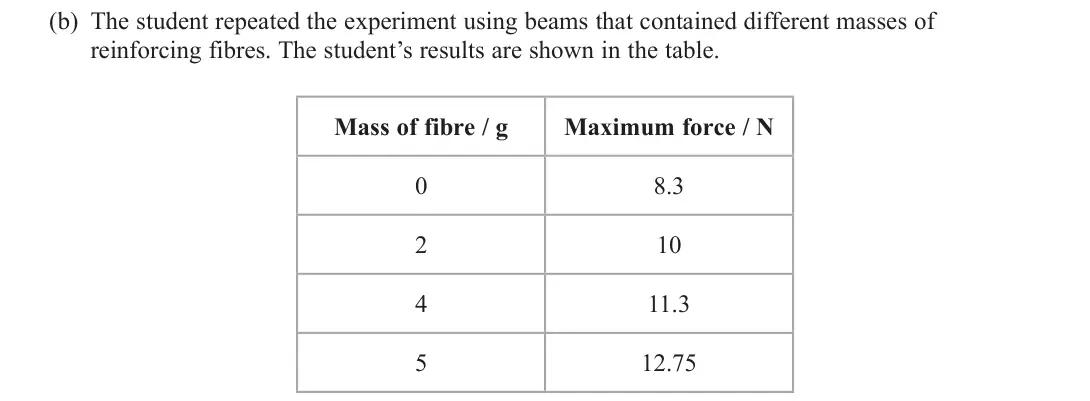 (b) The student repeated the experiment using beams that contained different masses of
reinforcing fibres. The student’s results are shown in the table.
Mass of fibre / g Maximum force / N
0 8.3
2 10
4 11.3
5 12.75